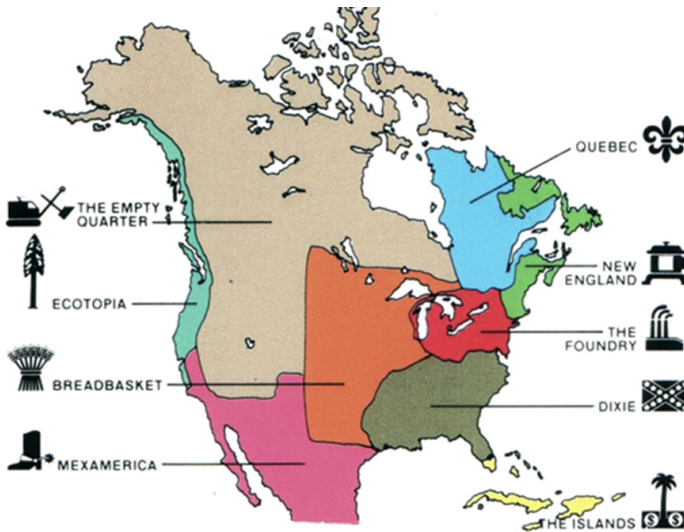 QUEBEC
THE EMPTY
QUARTER
NEW
ENGLAND
ECOTOPIA
THE
FOUNDRY
BREADBASKET
DIXIE
MEXAMERICA
THE ISLANDS
$ $